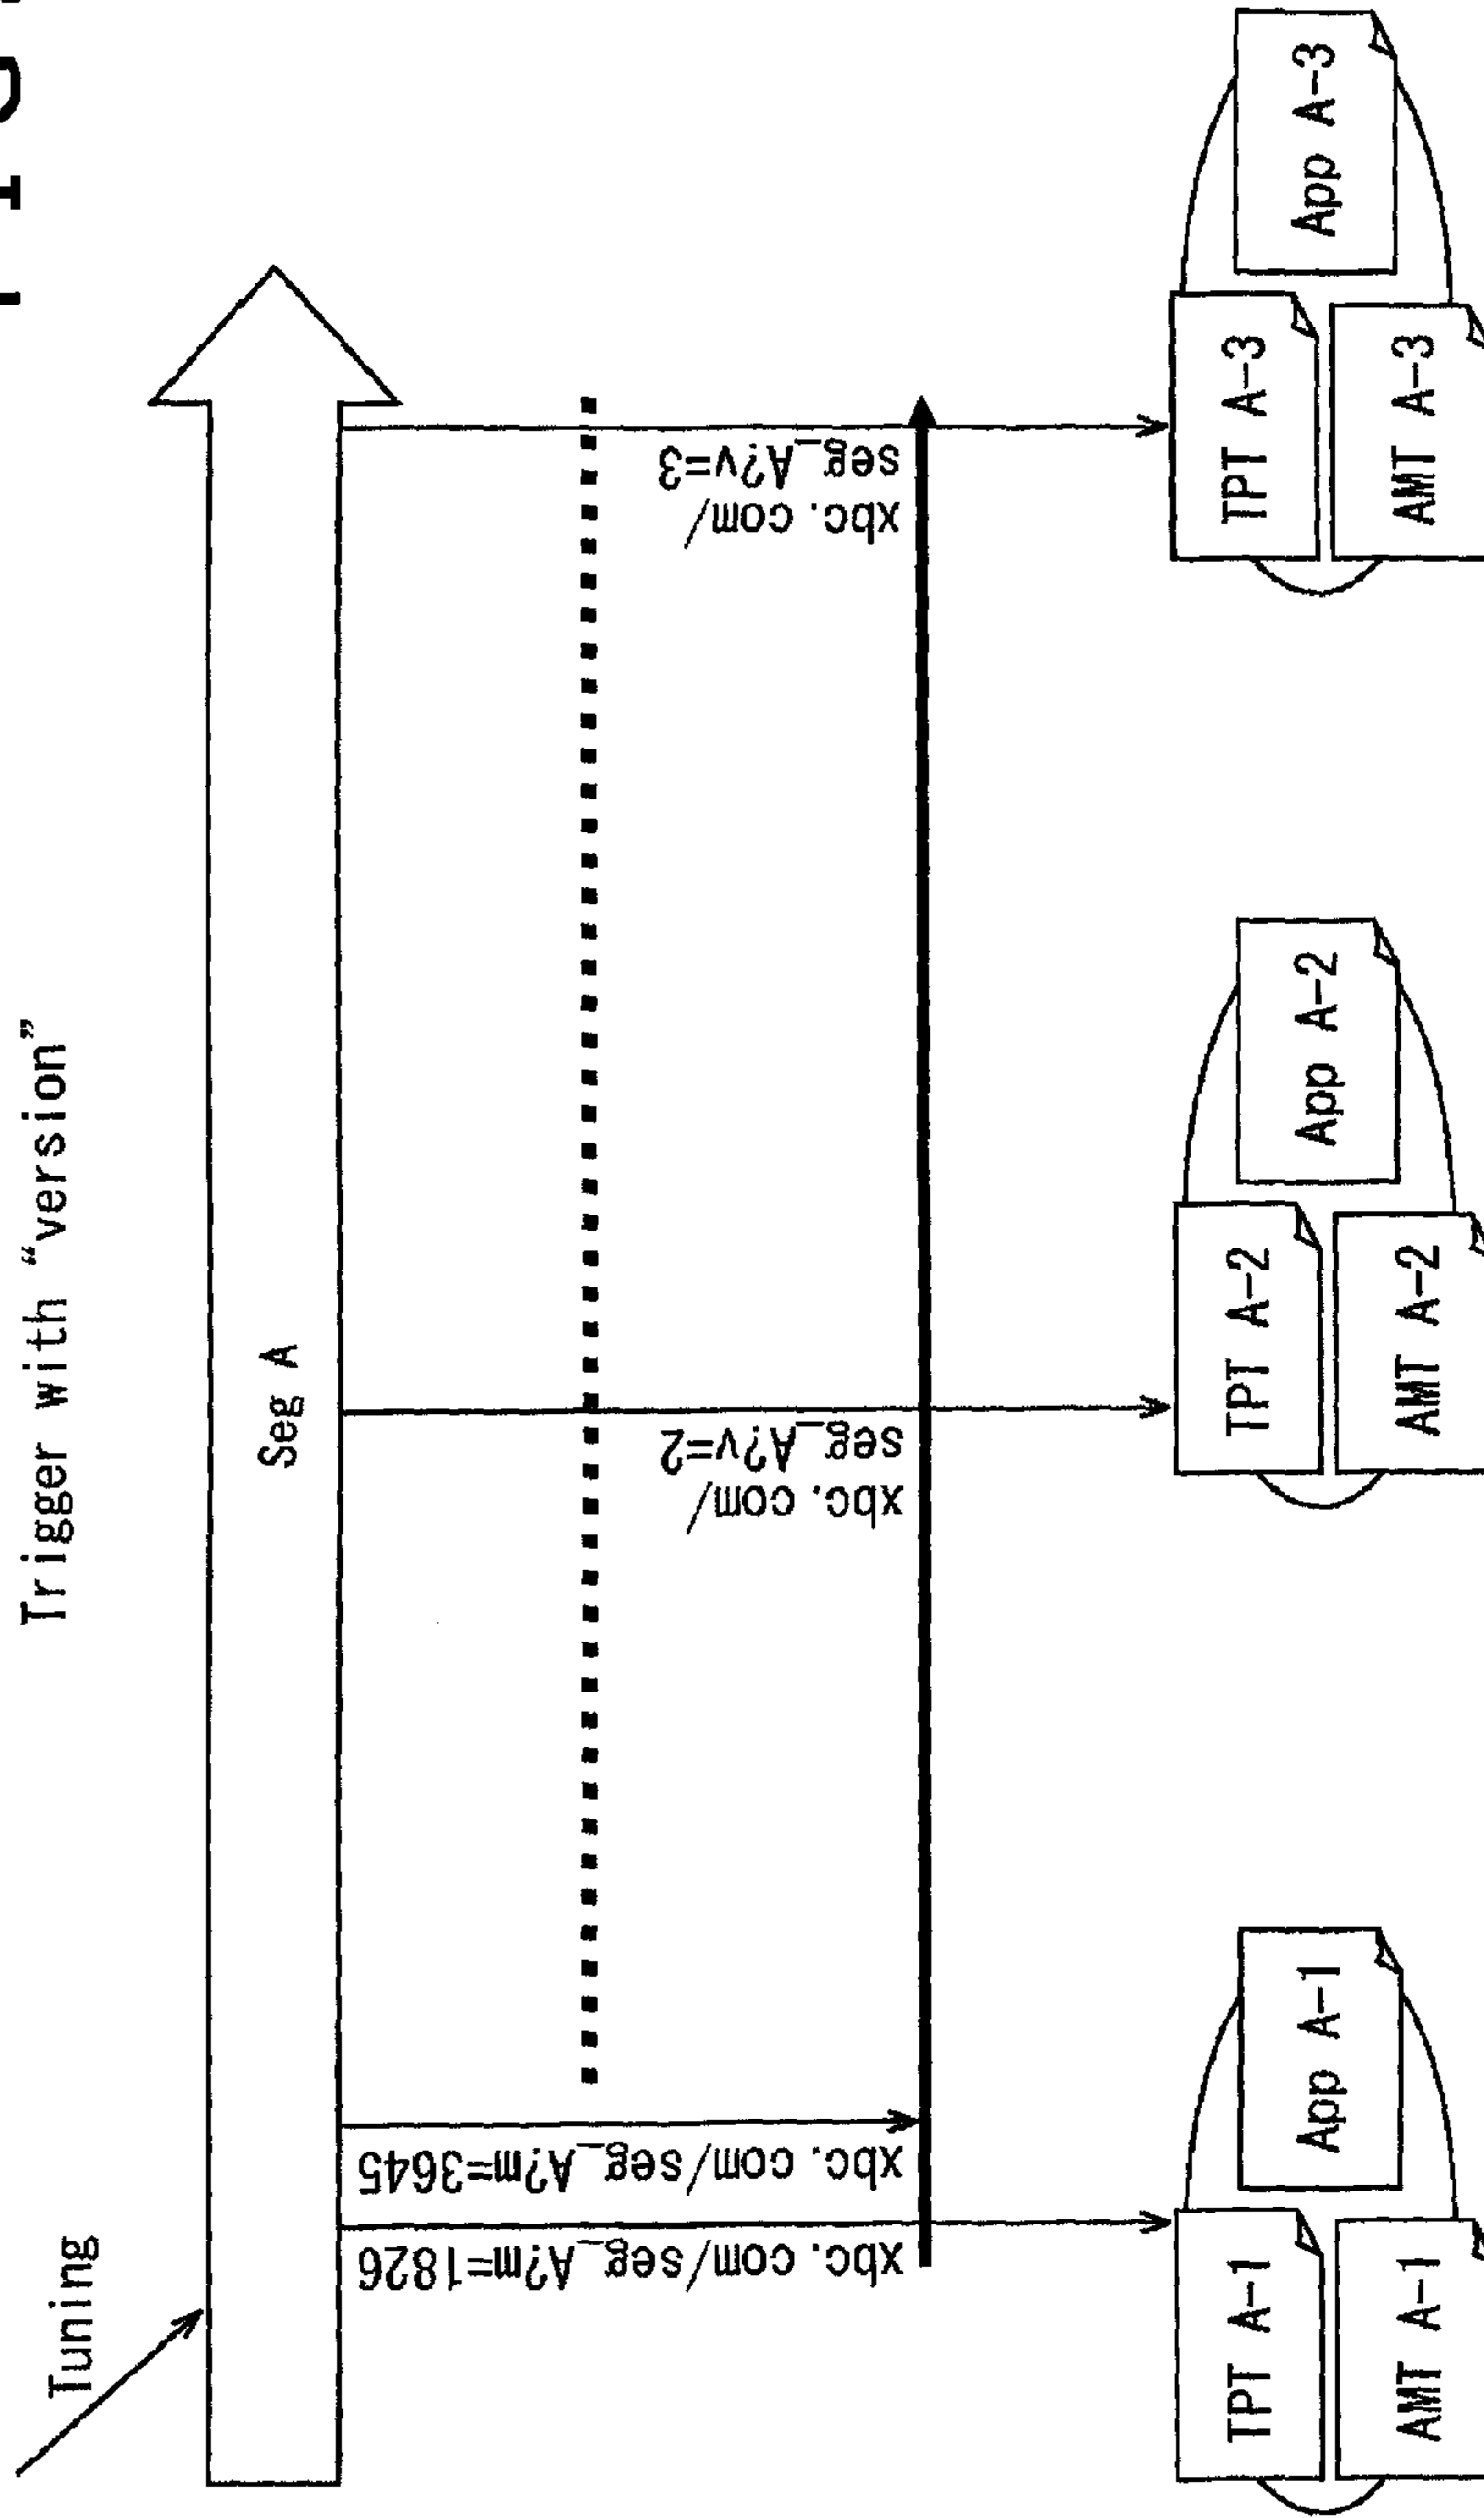 Trigger with “version”
Tuning
Seg A
xbc.com/seg_A?m=1826
xbc.com/seg_A?m=3645
xbc.com/
seg_A?v=2
xbc.com/
seg_A?v=3
TPT A-1
AMT A-1
App A-1
TPT A-2
AMT A-2
App A-2
TPT A-3
AMT A-3
App A-3